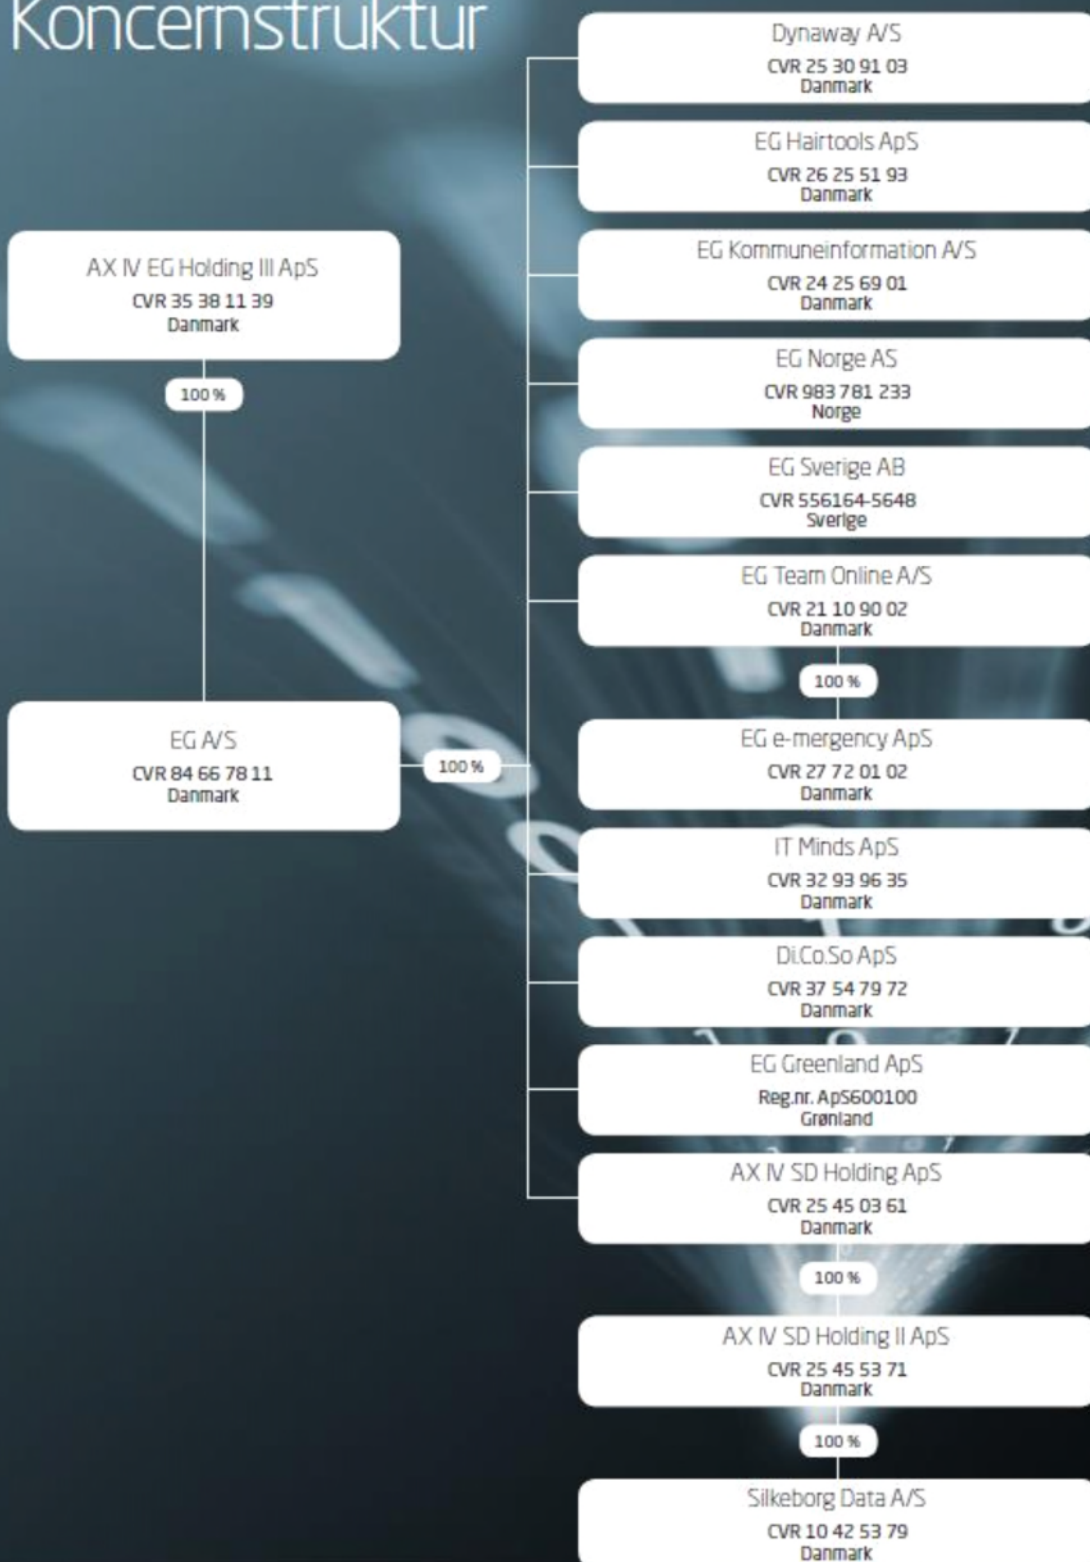 Koncernstruktur
AX IV EG Holding III ApS
CVR 35 38 11 39
Danmark
100 %
EG A/S
CVR 84 66 78 11
Danmark
100 %
Dynaway A/S
CVR 25 30 91 03
Danmark
EG Hairtools ApS
CVR 26 25 51 93
Danmark
EG Kommuneinformation A/S
CVR 24 25 69 01
Danmark
EG Norge AS
CVR 983 781 233
Norge
EG Sverige AB
CVR 556164-5648
Sverige
EG Team Online A/S
CVR 21 10 90 02
Danmark
100 %
EG e-mergency ApS
CVR 27 72 01 02
Danmark
IT Minds ApS
CVR 32 93 96 35
Danmark
Di.Co.So ApS
CVR 37 54 79 72
Danmark
EG Greenland ApS
Reg.nr. ApS600100
Grønland
AX IV SD Holding ApS
CVR 25 45 03 61
Danmark
100 %
AX IV SD Holding II ApS
CVR 25 45 53 71
Danmark
100 %
Silkeborg Data A/S
CVR 10 42 53 79
Danmark